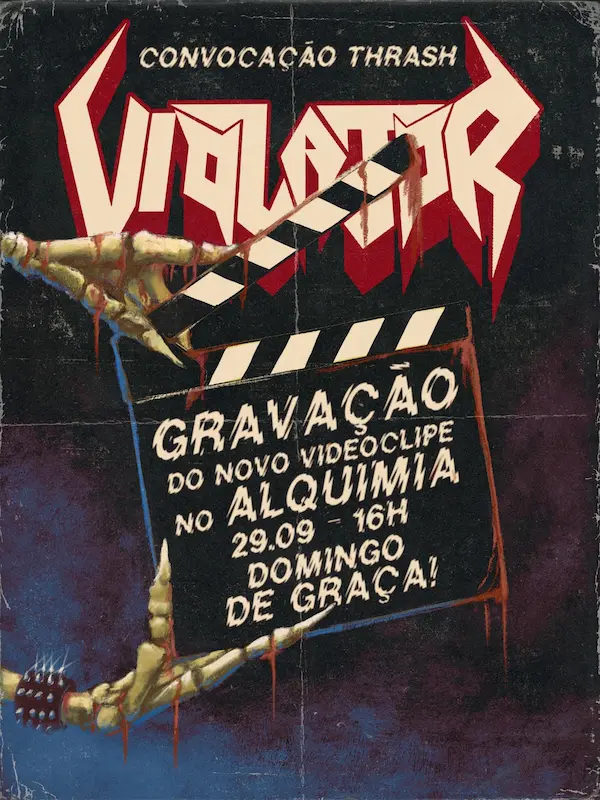 CONVOCAÇÃO THRASH
VIOLATOR
GRAVAÇÃO
DO NOVO VIDEOCLIPE
NO ALQUIMIA
29.09 - 16H
DOMINGO
DE GRAÇA!